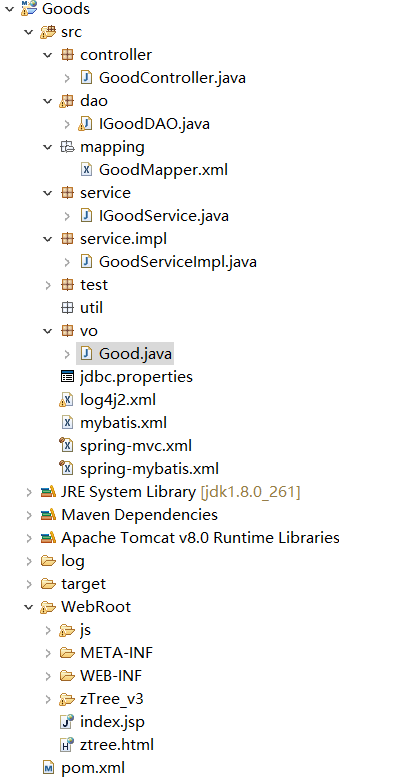 Goods
src
controller
GoodController.java
dao
IGoodDAO.java
mapping
GoodMapper.xml
service
IGoodService.java
service.impl
GoodServiceImpl.java
test
util
vo
Good.java
jdbc.properties
log4j2.xml
mybatis.xml
spring-mvc.xml
spring-mybatis.xml
JRE System Library [jdk1.8.0_261]
Maven Dependencies
Apache Tomcat v8.0 Runtime Libraries
log
target
WebRoot
js
META-INF
WEB-INF
zTree_v3
index.jsp
ztree.html
pom.xml